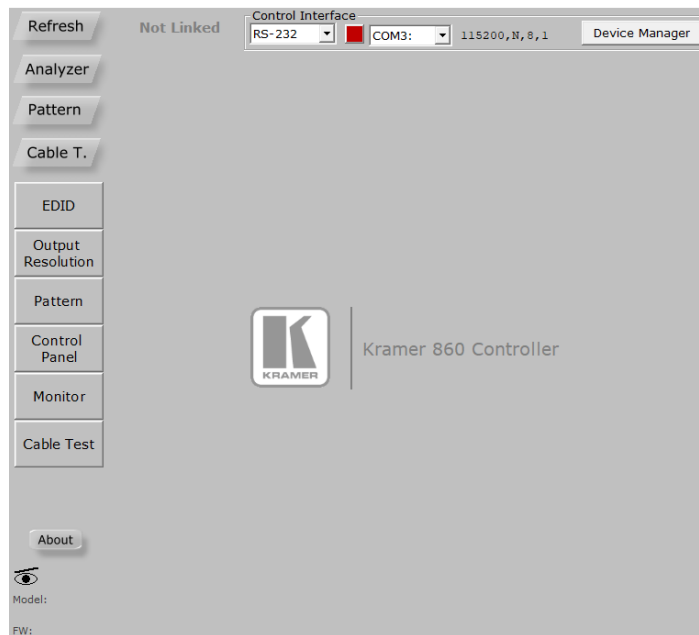 Refresh
Not Linked
Control Interface
RS-232
COM3:
115200,N,8,1
Device Manager
Analyzer
Pattern
Cable T.
EDID
Output
Resolution
Pattern
Control
Panel
Monitor
Cable Test
KRAMER
Kramer 860 Controller
About
Model:
FW: